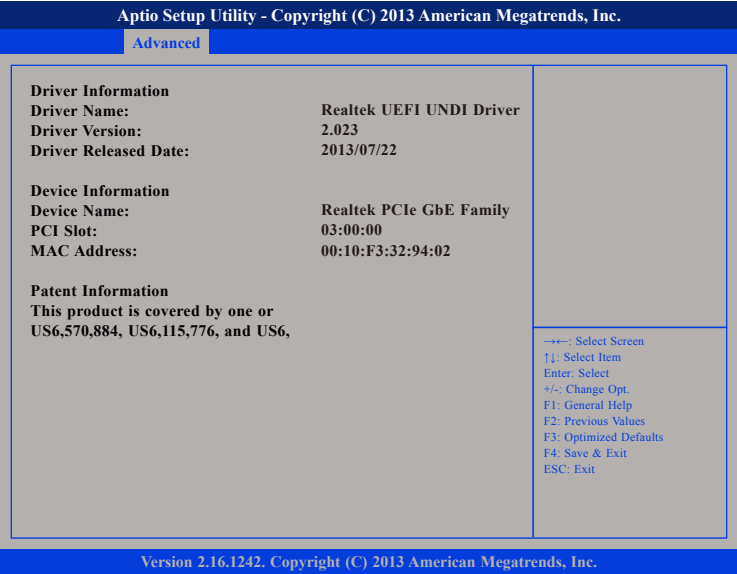 Aptio Setup Utility - Copyright (C) 2013 American Megatrends, Inc.
Advanced
Driver Information
Driver Name: Realtek UEFI UNDI Driver
Driver Version: 2.023
Driver Released Date: 2013/07/22
Device Information
Device Name: Realtek PCIe GbE Family
PCI Slot: 03:00:00
MAC Address: 00:10:F3:32:94:02
Patent Information
This product is covered by one or
US6,570,884, US6,115,776, and US6,
→←: Select Screen
↑↓: Select Item
Enter: Select
+/-: Change Opt.
F1: General Help
F2: Previous Values
F3: Optimized Defaults
F4: Save & Exit
ESC: Exit
Version 2.16.1242. Copyright (C) 2013 American Megatrends, Inc.